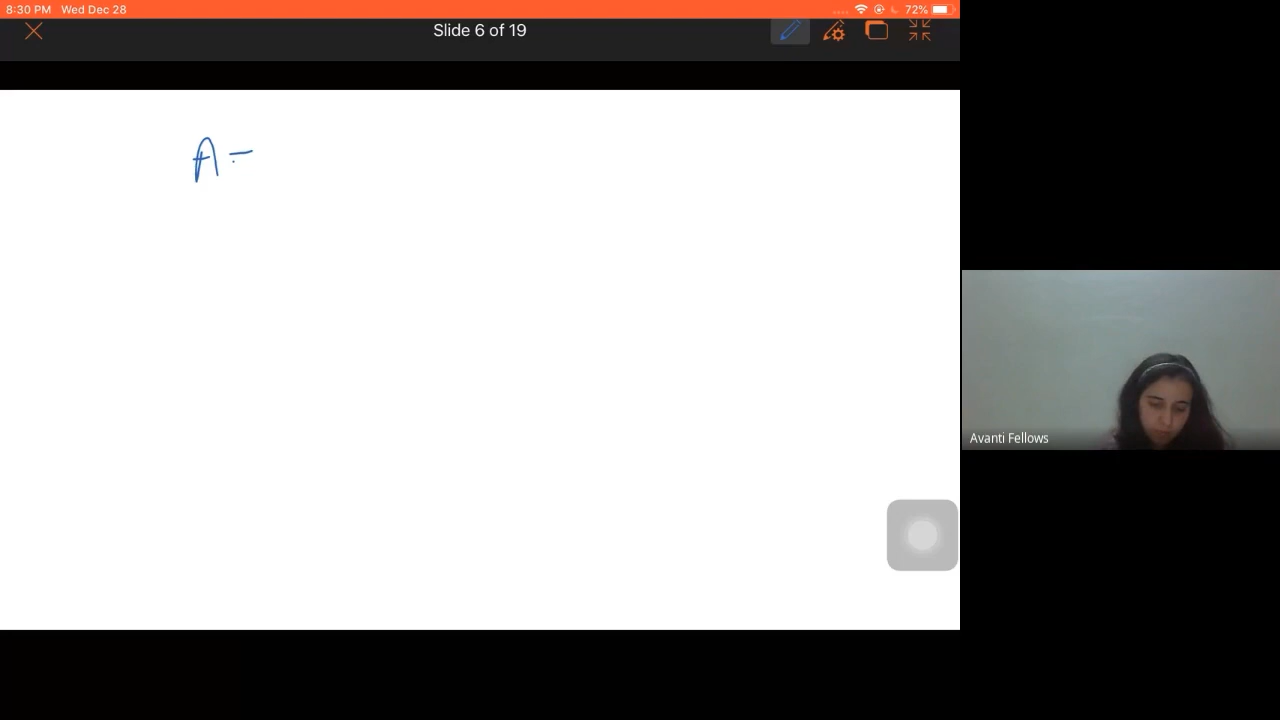 8:30 PM Wed Dec 28
72%
Slide 6 of 19
A =
Avanti Fellows